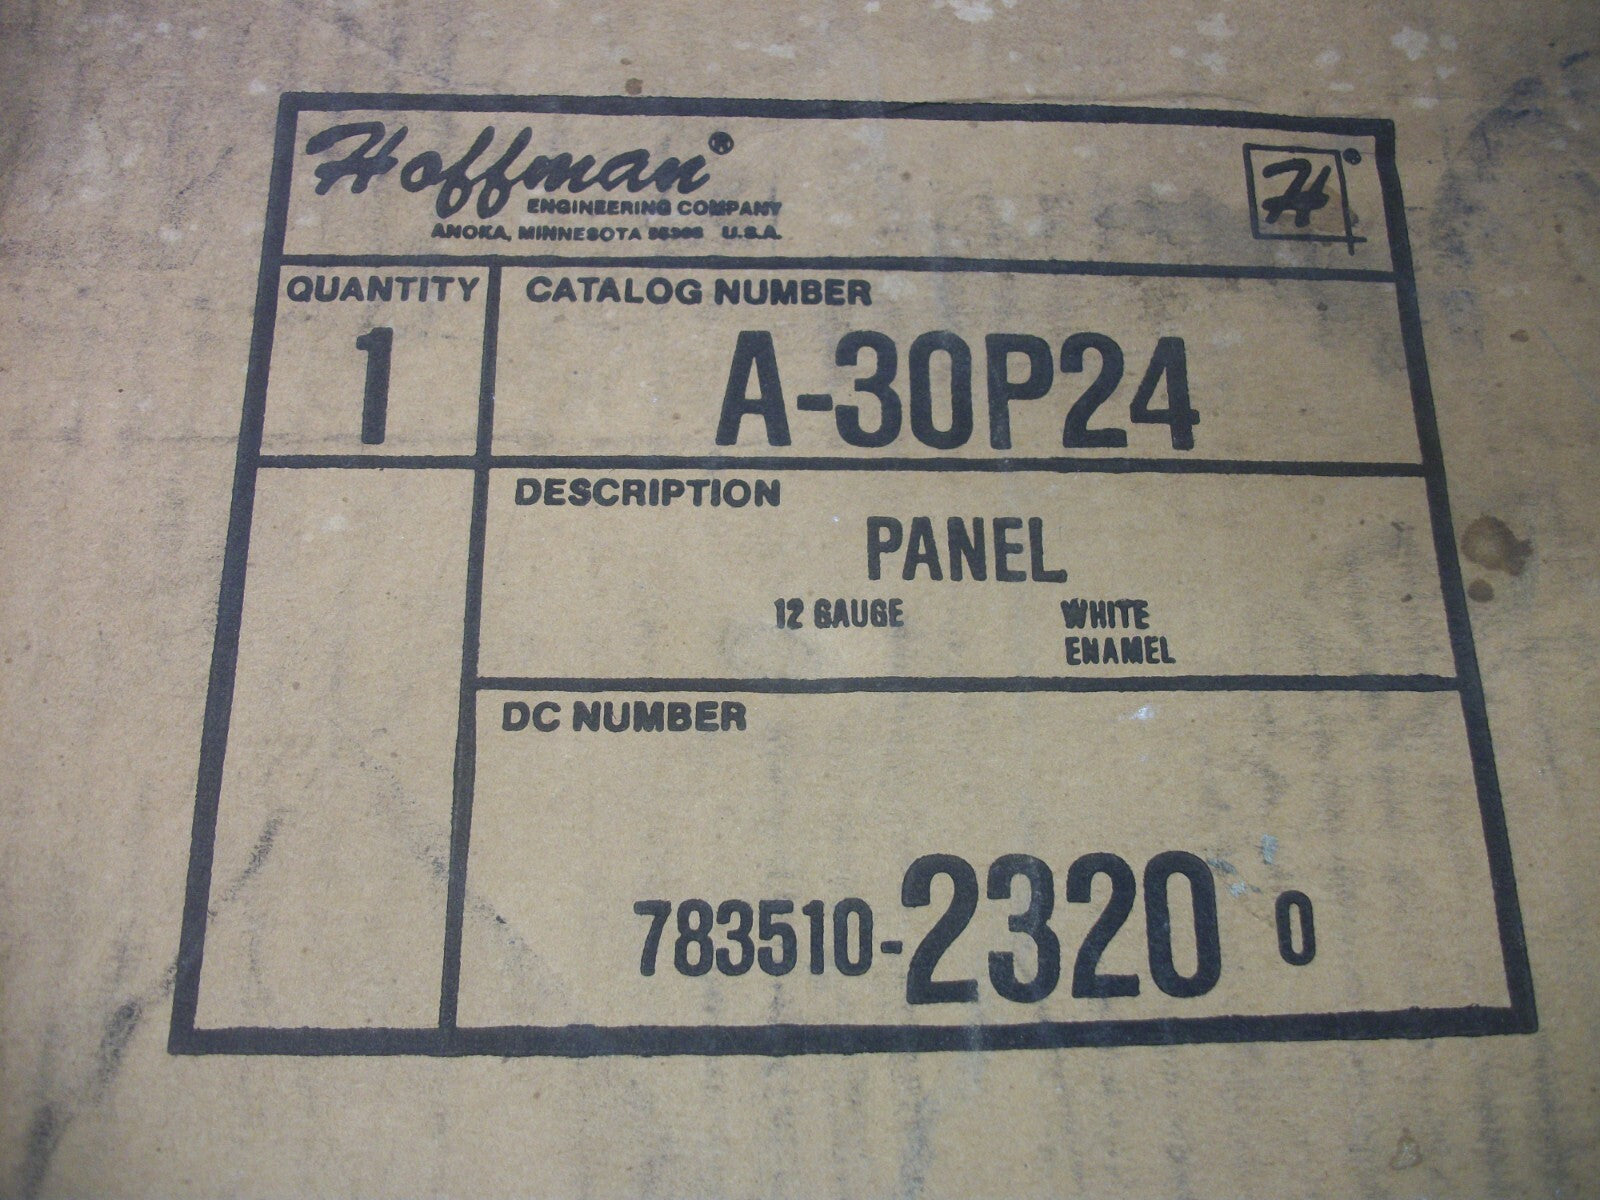 Hoffman®
ENGINEERING COMPANY
ANOKA, MINNESOTA U.S.A.
H®
QUANTITY
1
CATALOG NUMBER
A-30P24
DESCRIPTION
PANEL
12 GAUGE
WHITE
ENAMEL
DC NUMBER
783510-2320 0